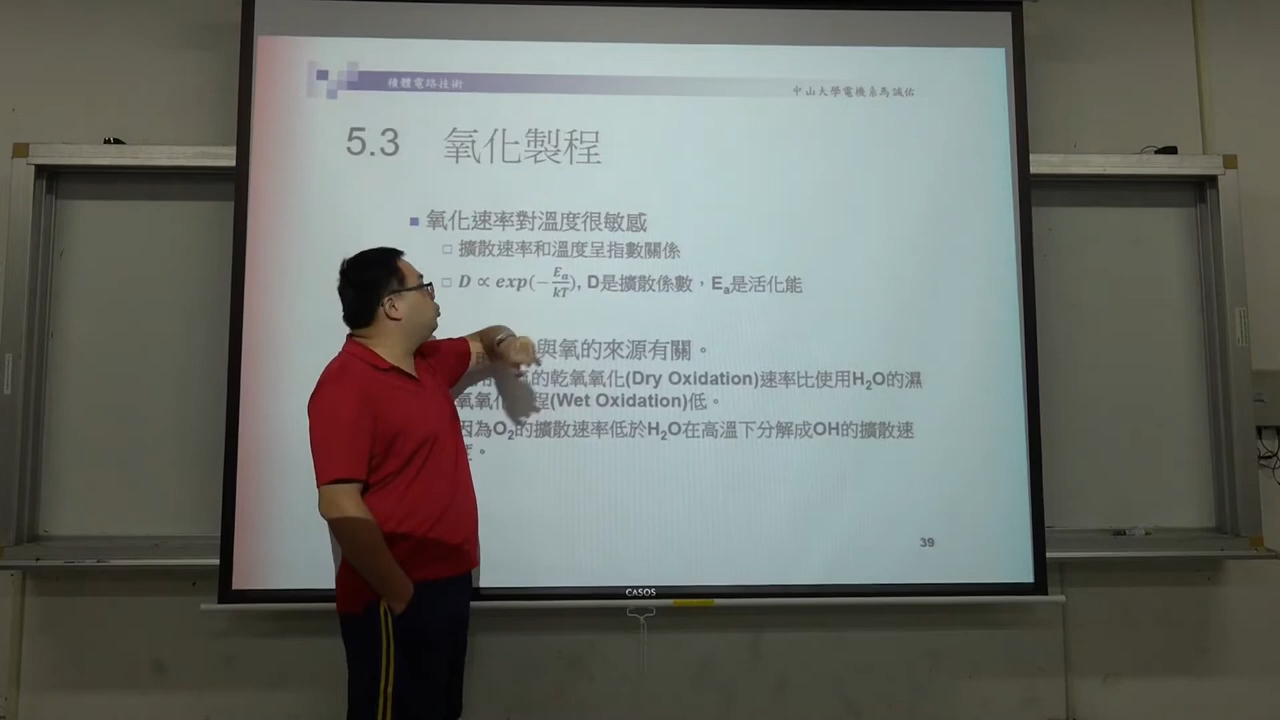 積體電路技術
中山大學電機系馬誠佑
5.3 氧化製程
氧化速率對溫度很敏感
擴散速率和溫度呈指數關係
D ∝ exp(−Ea/kT), D是擴散係數，Ea是活化能
與氧的來源有關。
的乾氧氧化(Dry Oxidation)速率比使用H2O的濕
氧氧化 程(Wet Oxidation)低。
因為O2的擴散速率低於H2O在高溫下分解成OH的擴散速
。
39
CASOS